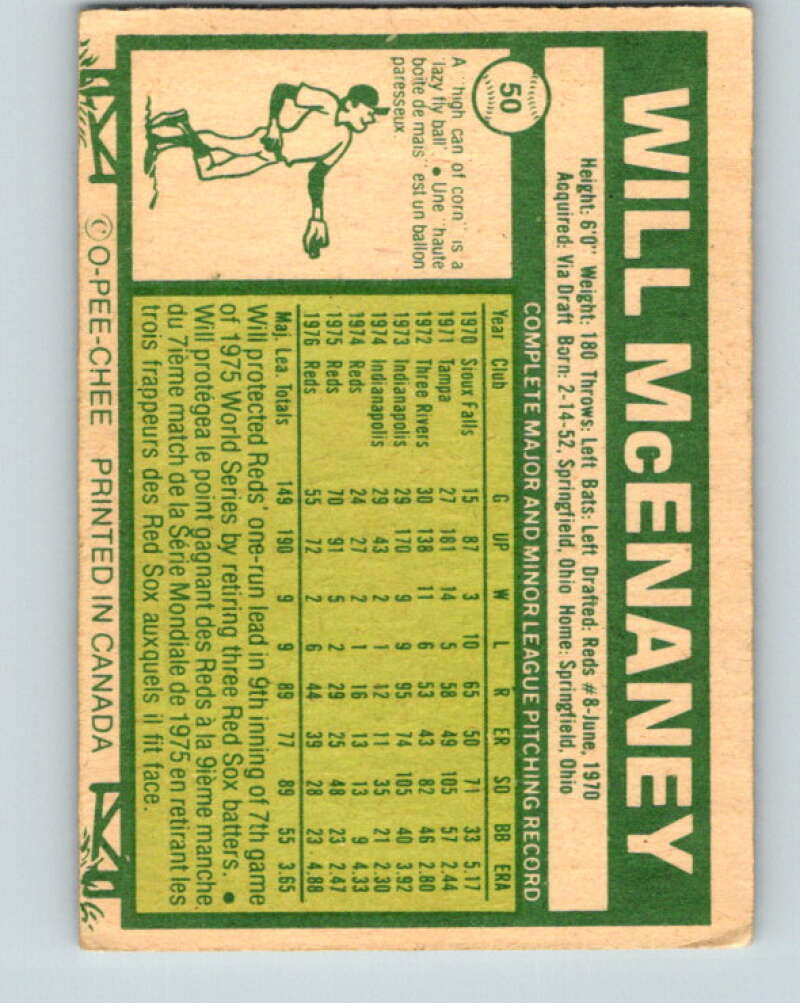 WILL McENANEY
Height: 6'0" Weight: 180 Throws: Left Bats: Left Drafted: Reds #8-June, 1970
Acquired: Via Draft Born: 2-14-52, Springfield, Ohio Home: Springfield, Ohio
50
A "high can of corn" is a
'lazy fly ball' • Une "haute
boite de mais" est un ballon
paresseux.
COMPLETE MAJOR AND MINOR LEAGUE PITCHING RECORD
Year Club G UP W L R ER SO BB ERA
1970 Sioux Falls 15 87 3 10 65 50 71 33 5.17
1971 Tampa 27 181 14 5 58 49 105 57 2.44
1972 Three Rivers 30 138 11 6 53 43 82 46 2.80
1973 Indianapolis 29 170 9 9 95 74 105 40 3.92
1974 Indianapolis 29 43 2 1 12 11 35 21 2.30
1974 Reds 24 27 2 1 16 13 13 9 4.33
1975 Reds 70 91 5 2 29 25 48 23 2.47
1976 Reds 55 72 2 6 44 39 28 23 4.88
Maj. Lea. Totals 149 190 9 9 89 77 89 55 3.65
Will protected Reds' one-run lead in 9th inning of 7th game
of 1975 World Series by retiring three Red Sox batters. •
Will protégea le point gagnant des Reds à la 9ième manche
du 7ième match de la Série Mondiale de 1975 en retirant les
trois frappeurs des Red Sox auxquels il fit face.
© O-PEE-CHEE PRINTED IN CANADA